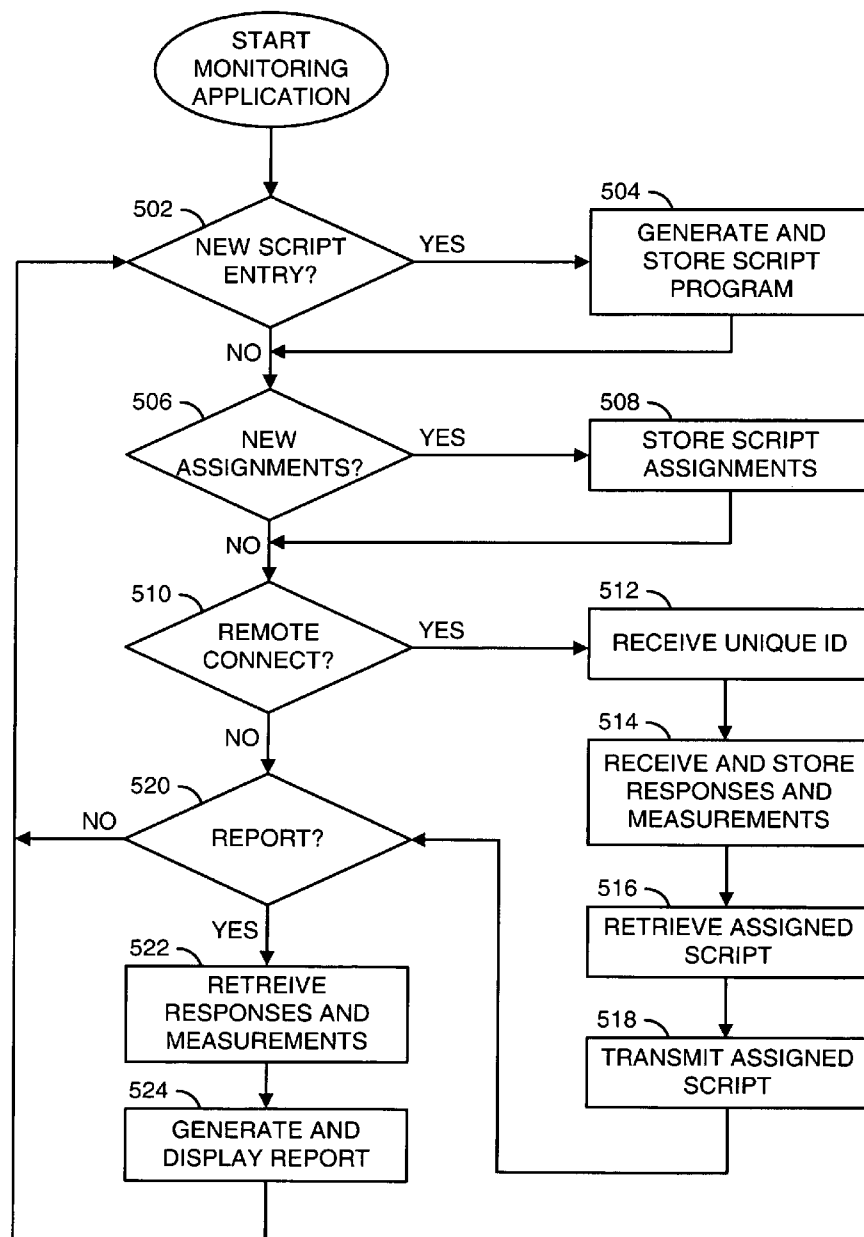 START
MONITORING
APPLICATION
502
NEW SCRIPT
ENTRY?
YES
504
GENERATE AND
STORE SCRIPT
PROGRAM
NO
506
NEW
ASSIGNMENTS?
YES
508
STORE SCRIPT
ASSIGNMENTS
NO
510
REMOTE
CONNECT?
YES
512
RECEIVE UNIQUE ID
NO
514
RECEIVE AND STORE
RESPONSES AND
MEASUREMENTS
520
REPORT?
NO
YES
516
RETRIEVE ASSIGNED
SCRIPT
518
TRANSMIT ASSIGNED
SCRIPT
522
RETREIVE
RESPONSES AND
MEASUREMENTS
524
GENERATE AND
DISPLAY REPORT